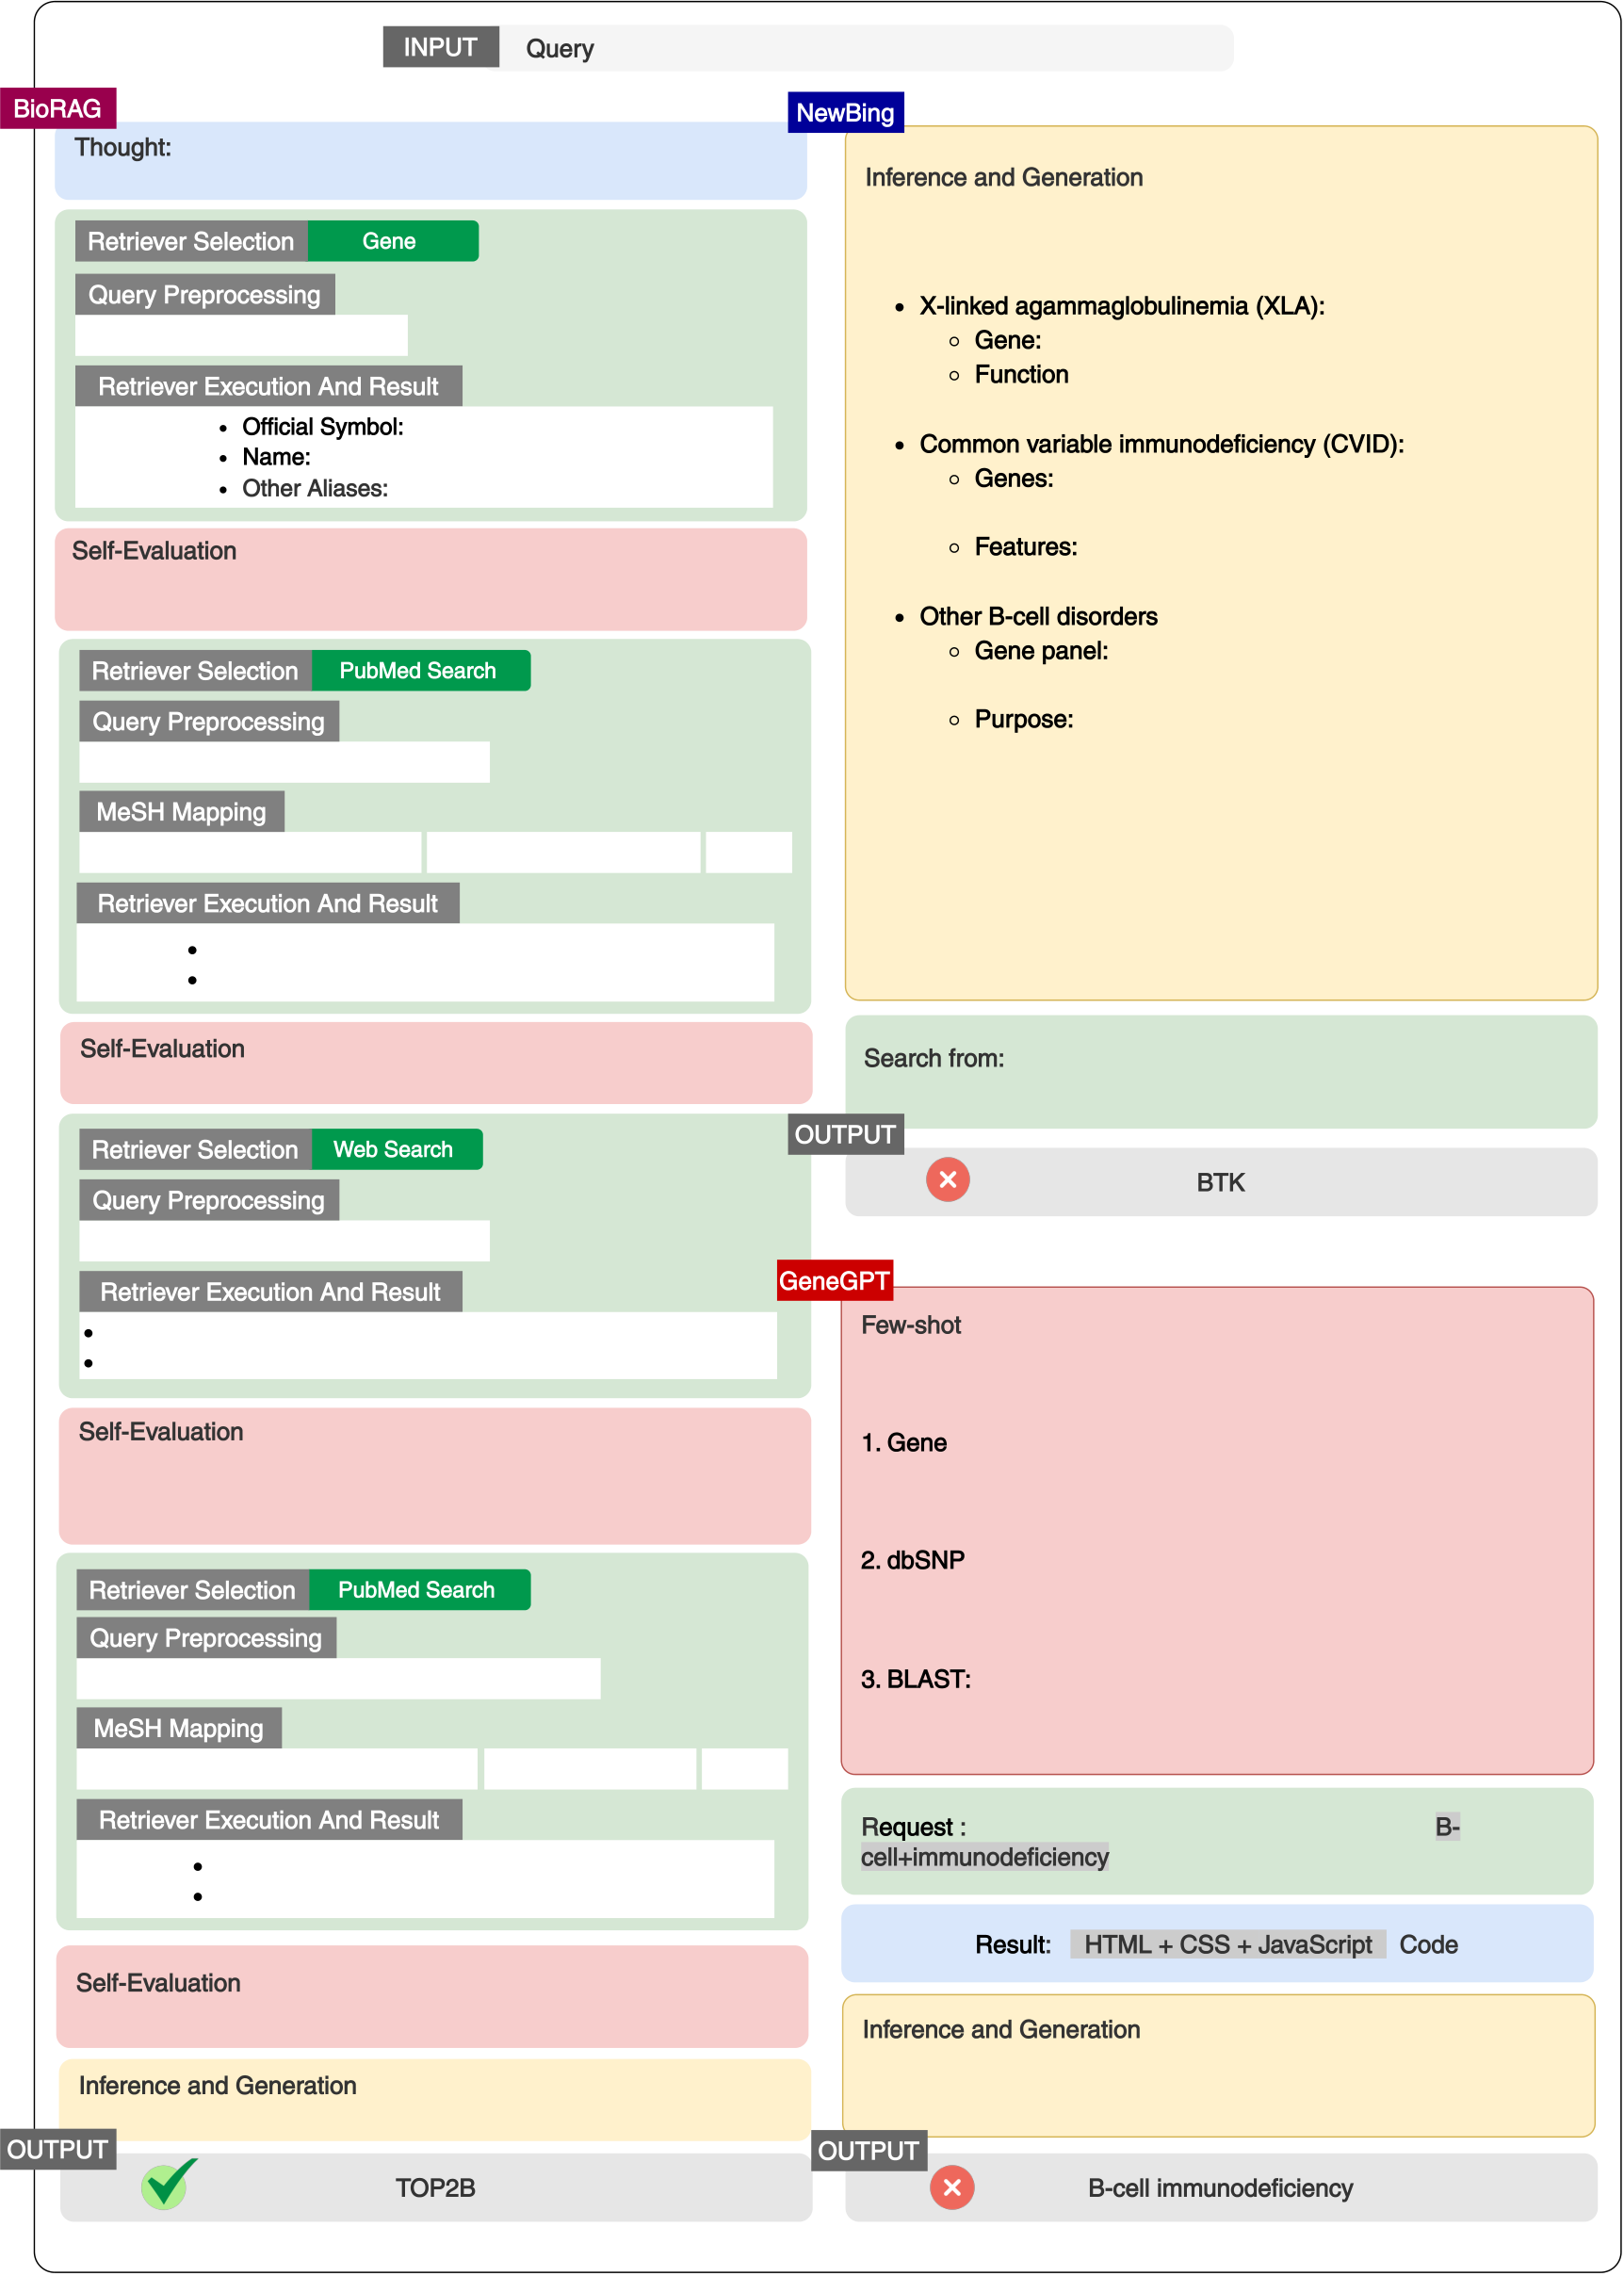 INPUT Query
BioRAG
Thought:
Retriever Selection Gene
Query Preprocessing
Retriever Execution And Result
• Official Symbol:
• Name:
• Other Aliases:
Self-Evaluation
Retriever Selection PubMed Search
Query Preprocessing
MeSH Mapping
Retriever Execution And Result
•
•
Self-Evaluation
Retriever Selection Web Search
Query Preprocessing
Retriever Execution And Result
•
•
Self-Evaluation
Retriever Selection PubMed Search
Query Preprocessing
MeSH Mapping
Retriever Execution And Result
•
•
Self-Evaluation
Inference and Generation
OUTPUT
TOP2B
NewBing
Inference and Generation
• X-linked agammaglobulinemia (XLA):
○ Gene:
○ Function
• Common variable immunodeficiency (CVID):
○ Genes:
○ Features:
• Other B-cell disorders
○ Gene panel:
○ Purpose:
Search from:
OUTPUT
BTK
GeneGPT
Few-shot
1. Gene
2. dbSNP
3. BLAST:
Request : B-
cell+immunodeficiency
Result: HTML + CSS + JavaScript Code
Inference and Generation
OUTPUT
B-cell immunodeficiency